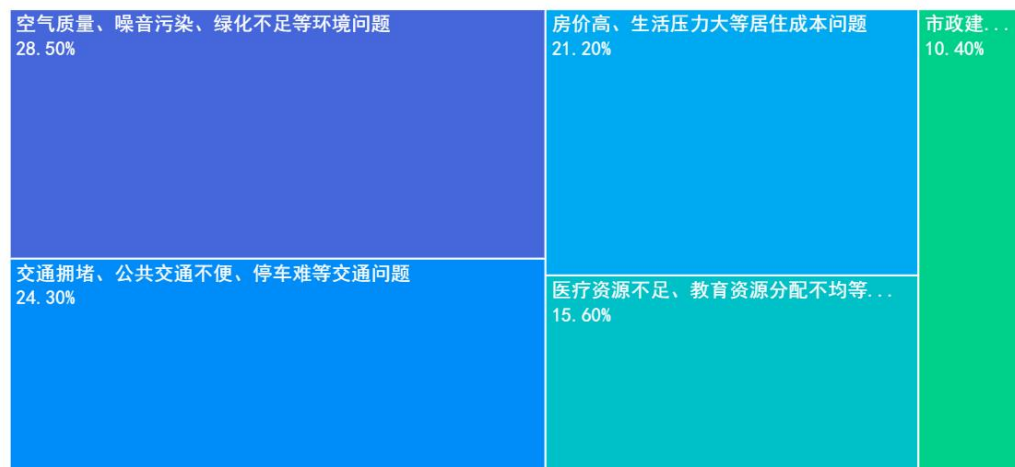 空气质量、噪音污染、绿化不足等环境问题
28.50%
交通拥堵、公共交通不便、停车难等交通问题
24.30%
房价高、生活压力大等居住成本问题
21.20%
医疗资源不足、教育资源分配不均等...
15.60%
市政建...
10.40%